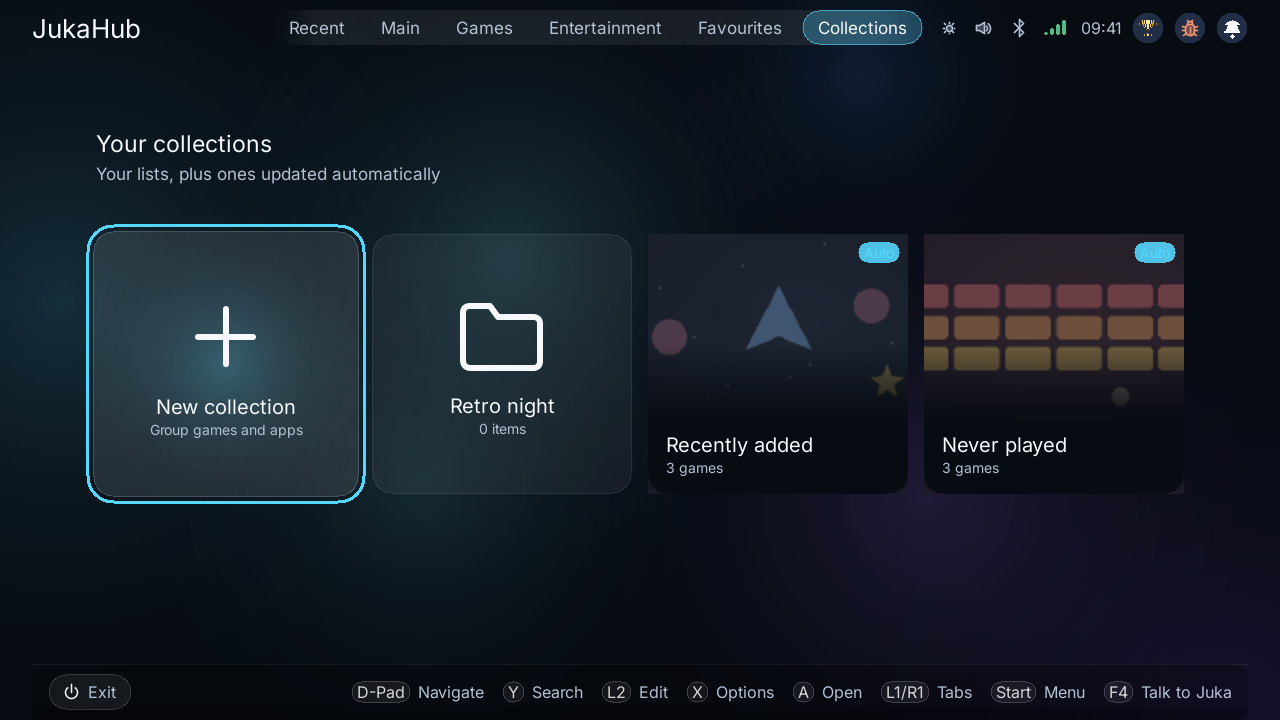 JukaHub
Recent Main Games Entertainment Favourites Collections 09:41
Your collections
Your lists, plus ones updated automatically
New collection
Group games and apps
Retro night
0 items
Auto
Recently added
3 games
Auto
Never played
3 games
Exit
D-Pad Navigate Y Search L2 Edit X Options A Open L1/R1 Tabs Start Menu F4 Talk to Juka